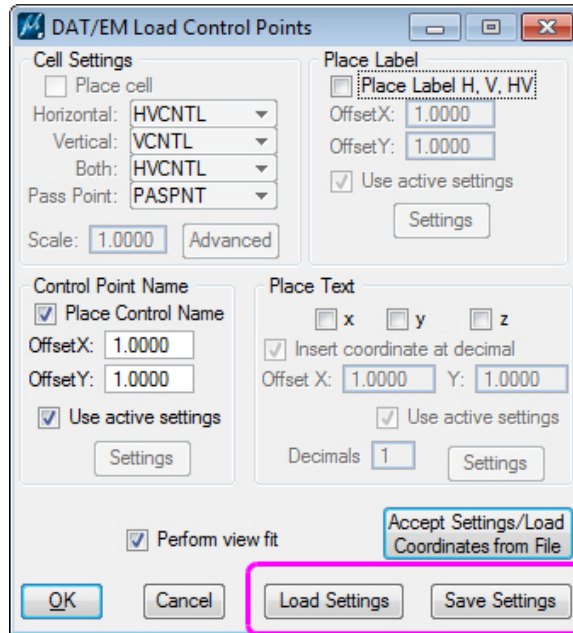 DAT/EM Load Control Points
Cell Settings
Place cell
Horizontal: HVCNTL
Vertical: VCNTL
Both: HVCNTL
Pass Point: PASPNT
Scale: 1.0000 Advanced
Place Label
Place Label H, V, HV
OffsetX: 1.0000
OffsetY: 1.0000
Use active settings
Settings
Control Point Name
Place Control Name
OffsetX: 1.0000
OffsetY: 1.0000
Use active settings
Settings
Place Text
x y z
Insert coordinate at decimal
Offset X: 1.0000 Y: 1.0000
Use active settings
Decimals 1 Settings
Perform view fit
Accept Settings/Load
Coordinates from File
OK Cancel Load Settings Save Settings